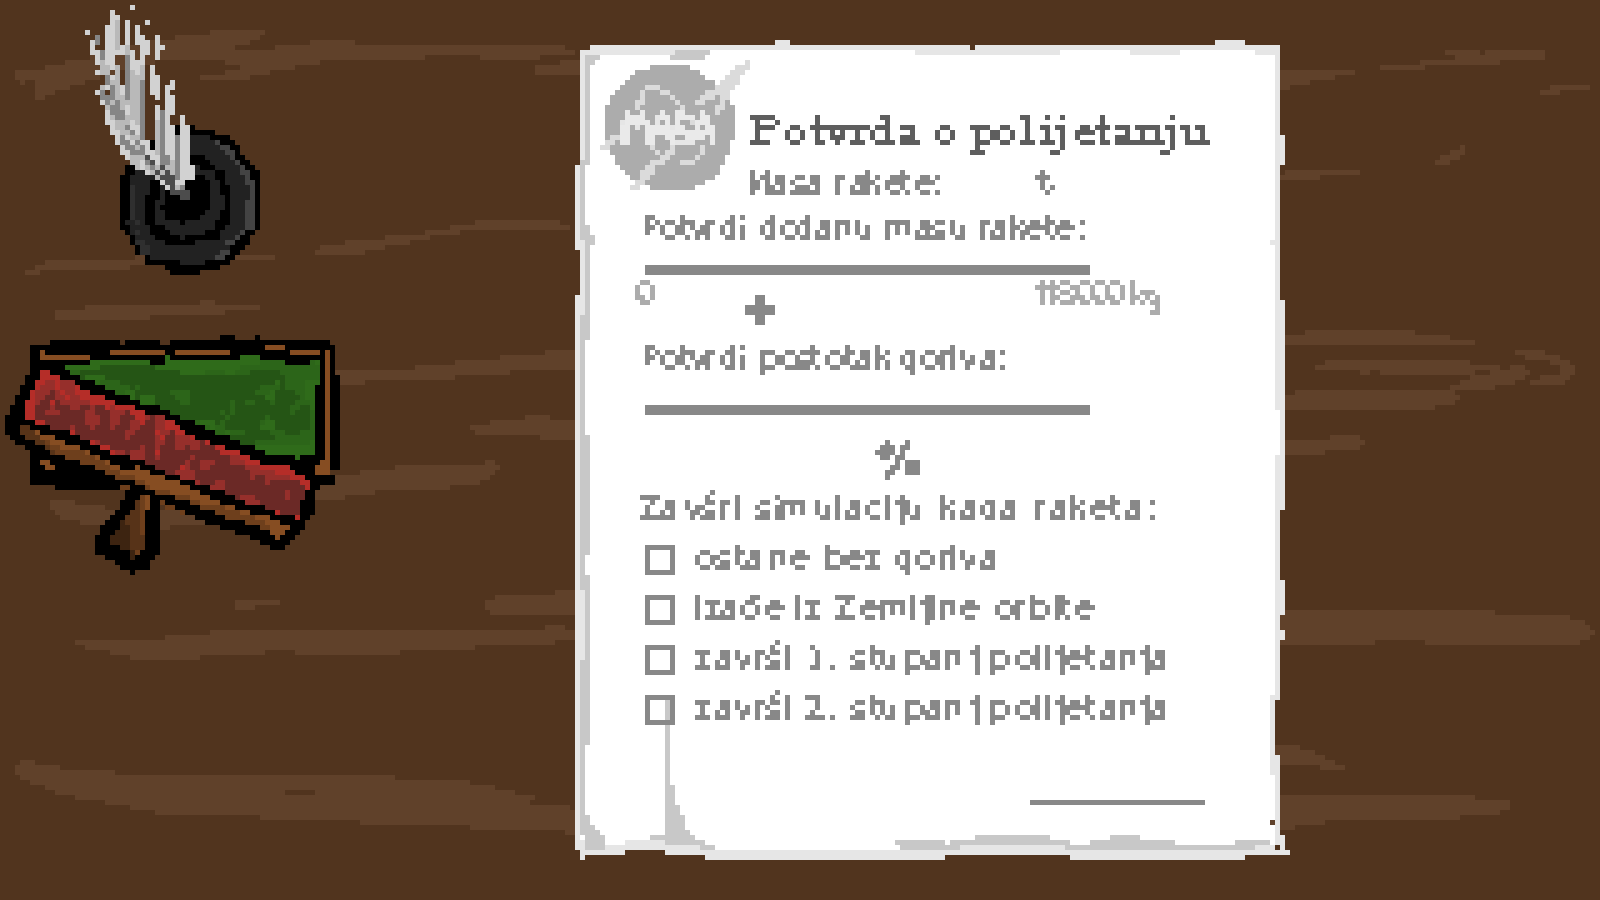 Potvrda o polijetanju
Masa rakete: t
Potvrdi dodanu masu rakete:
0 118000 kg
+
Potvrdi postotak goriva:
%
Završi simulaciju kada raketa:
ostane bez goriva
izađe iz Zemljine orbite
završi 1. stupanj polijetanja
završi 2. stupanj polijetanja